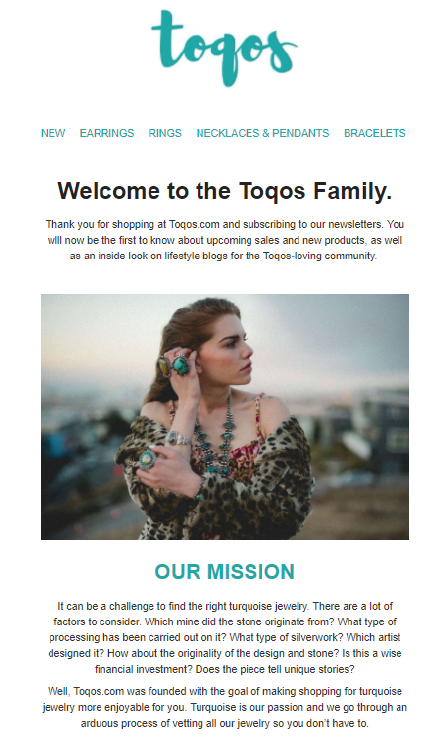 toqos
NEW EARRINGS RINGS NECKLACES & PENDANTS BRACELETS
Welcome to the Toqos Family.
Thank you for shopping at Toqos.com and subscribing to our newsletters. You
will now be the first to know about upcoming sales and new products, as well
as an inside look on lifestyle blogs for the Toqos-loving community.
OUR MISSION
It can be a challenge to find the right turquoise jewelry. There are a lot of
factors to consider. Which mine did the stone originate from? What type of
processing has been carried out on it? What type of silverwork? Which artist
designed it? How about the originality of the design and stone? Is this a wise
financial investment? Does the piece tell unique stories?
Well, Toqos.com was founded with the goal of making shopping for turquoise
jewelry more enjoyable for you. Turquoise is our passion and we go through an
arduous process of vetting all our jewelry so you don't have to.